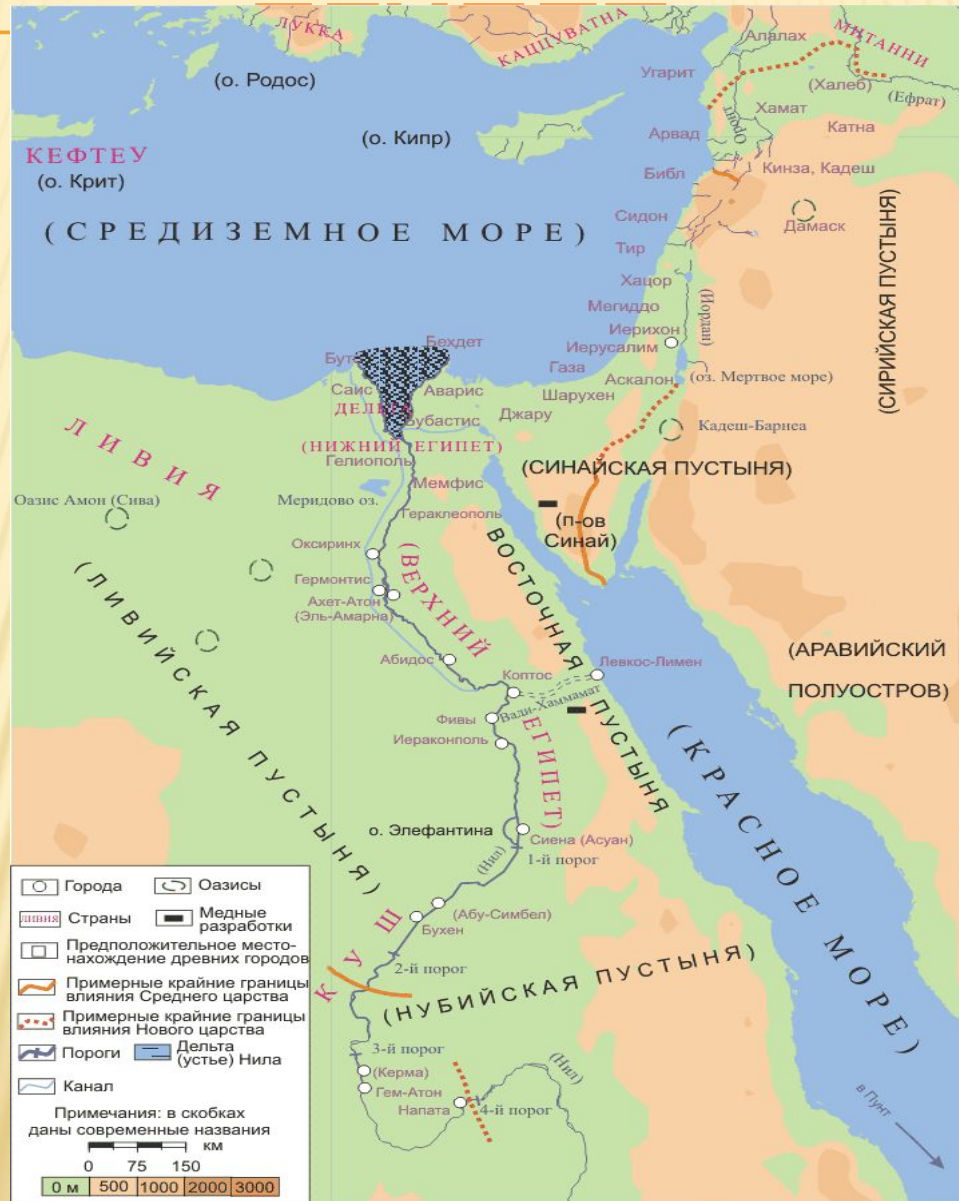 ЛУККА
КАЦЦУВАТНА
МИТАННИ
Алалах
(о. Родос)
Угарит
(Халеб)
(Ефрат)
Хамат
Оронт
(о. Кипр)
Арвад
Катна
КЕФТЕУ
(о. Крит)
Библ
Кинза, Кадеш
(СРЕДИЗЕМНОЕ МОРЕ)
Сидон
Дамаск
Тир
(СИРИЙСКАЯ ПУСТЫНЯ)
Хацор
Мегиддо
(Иордан)
Иерихон
Иерусалим
Бехдет
Буто
Газа
Аскалон
(оз. Мертвое море)
Саис
Аварис
Шарухен
ДЕЛЬТА
Бубастис
Джару
Кадеш-Барнеа
ЛИВИЯ
(НИЖНИЙ ЕГИПЕТ)
Гелиополь
(СИНАЙСКАЯ ПУСТЫНЯ)
Оазис Амон (Сива)
Меридово оз.
Мемфис
Гераклеополь
(п-ов
Синай)
Оксиринх
(ВЕРХНИЙ
ЕГИПЕТ)
ВОСТОЧНАЯ
ПУСТЫНЯ
(ЛИВИЙСКАЯ ПУСТЫНЯ)
Гермонтис
Ахет-Атон
(Эль-Амарна)
(АРАВИЙСКИЙ
ПОЛУОСТРОВ)
Абидос
Левкос-Лимен
Коптос
Вади-Хаммамат
Фивы
Иераконполь
(КРАСНОЕ МОРЕ)
о. Элефантина
Сиена (Асуан)
1-й порог
(Нил)
(Абу-Симбел)
Бухен
КУШ
2-й порог
(НУБИЙСКАЯ ПУСТЫНЯ)
3-й порог
(Керма)
Гем-Атон
Напата
4-й порог
(Нил)
в Пунт
Города
Оазисы
ЛИВИЯ
Страны
Медные
разработки
Предположительное место-
нахождение древних городов
Примерные крайние границы
влияния Среднего царства
Примерные крайние границы
влияния Нового царства
Пороги
Дельта
(устье) Нила
Канал
Примечания: в скобках
даны современные названия
км
0 75 150
0 м 500 1000 2000 3000